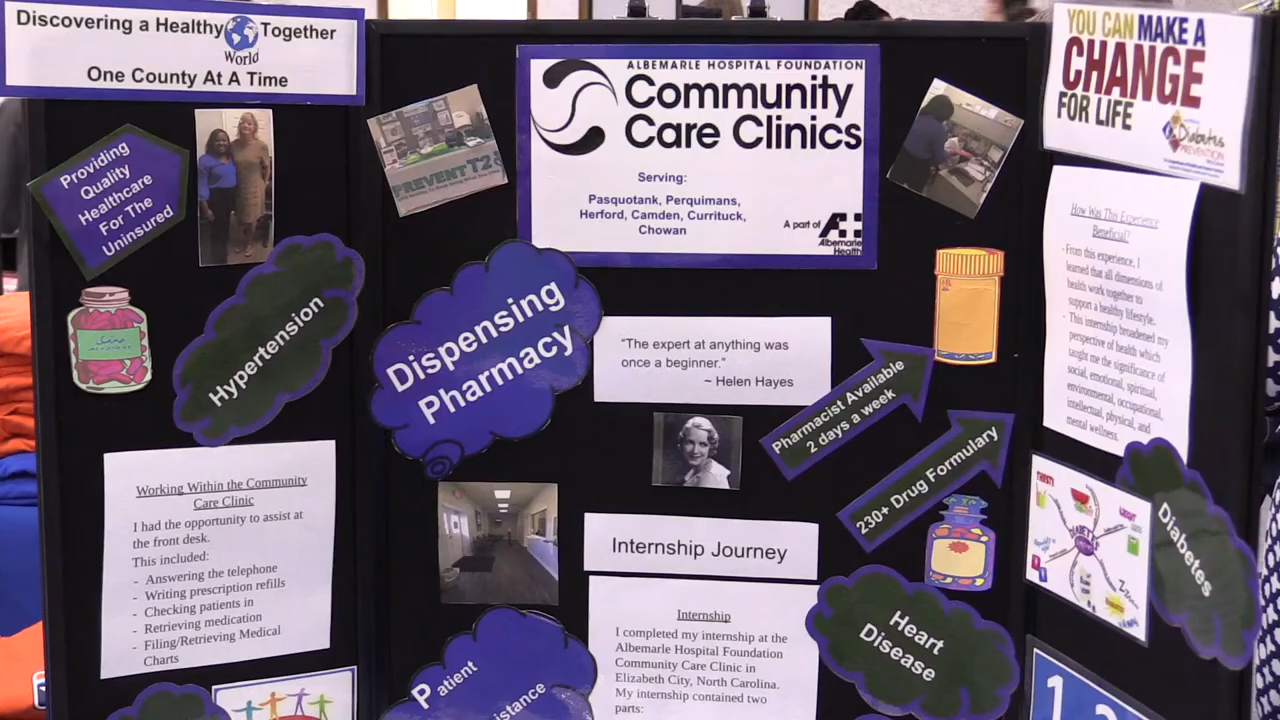 Discovering a Healthy Together
World
One County At A Time
Providing
Quality
Healthcare
For The
Uninsured
Hypertension
Working Within the Community
Care Clinic
I had the opportunity to assist at
the front desk.
This included:
- Answering the telephone
- Writing prescription refills
- Checking patients in
- Retrieving medication
- Filing/Retrieving Medical
Charts
PREVENT T2
ALBEMARLE HOSPITAL FOUNDATION
Community
Care Clinics
Serving:
Pasquotank, Perquimans,
Herford, Camden, Currituck,
Chowan
A part of
Albemarle
Health
Dispensing
Pharmacy
"The expert at anything was
once a beginner."
~ Helen Hayes
Pharmacist Available
2 days a week
230+ Drug Formulary
Internship Journey
Internship
I completed my internship at the
Albemarle Hospital Foundation
Community Care Clinic in
Elizabeth City, North Carolina.
My internship contained two
parts:
Heart
Disease
Patient
YOU CAN MAKE A
CHANGE
FOR LIFE
Diabetes
PREVENTION
How Was This Experience
Beneficial?
- From this experience, I
learned that all dimensions of
health work together to
support a healthy lifestyle.
- This internship broadened my
perspective of health which
taught me the significance of
social, emotional, spiritual,
environmental, occupational,
intellectual, physical, and
mental wellness.
Diabetes